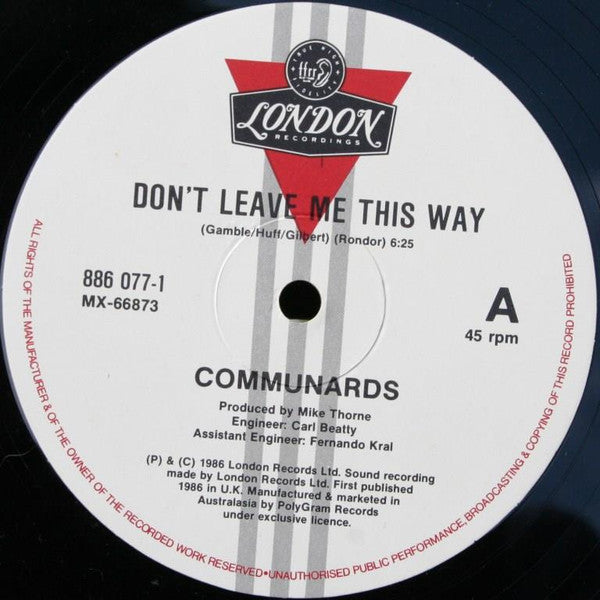 TRUE HIGH FIDELITY
ffrr
LONDON
RECORDINGS
DON'T LEAVE ME THIS WAY
(Gamble/Huff/Gilbert) (Rondor) 6:25
886 077-1
MX-66873
A
45 rpm
COMMUNARDS
Produced by Mike Thorne
Engineer: Carl Beatty
Assistant Engineer: Fernando Kral
(P) & (C) 1986 London Records Ltd. Sound recording
made by London Records Ltd. First published
1986 in U.K. Manufactured & marketed in
Australasia by PolyGram Records
under exclusive licence.
ALL RIGHTS OF THE MANUFACTURER & OF THE OWNER OF THE RECORDED WORK RESERVED•UNAUTHORISED PUBLIC PERFORMANCE, BROADCASTING & COPYING OF THIS RECORD PROHIBITED